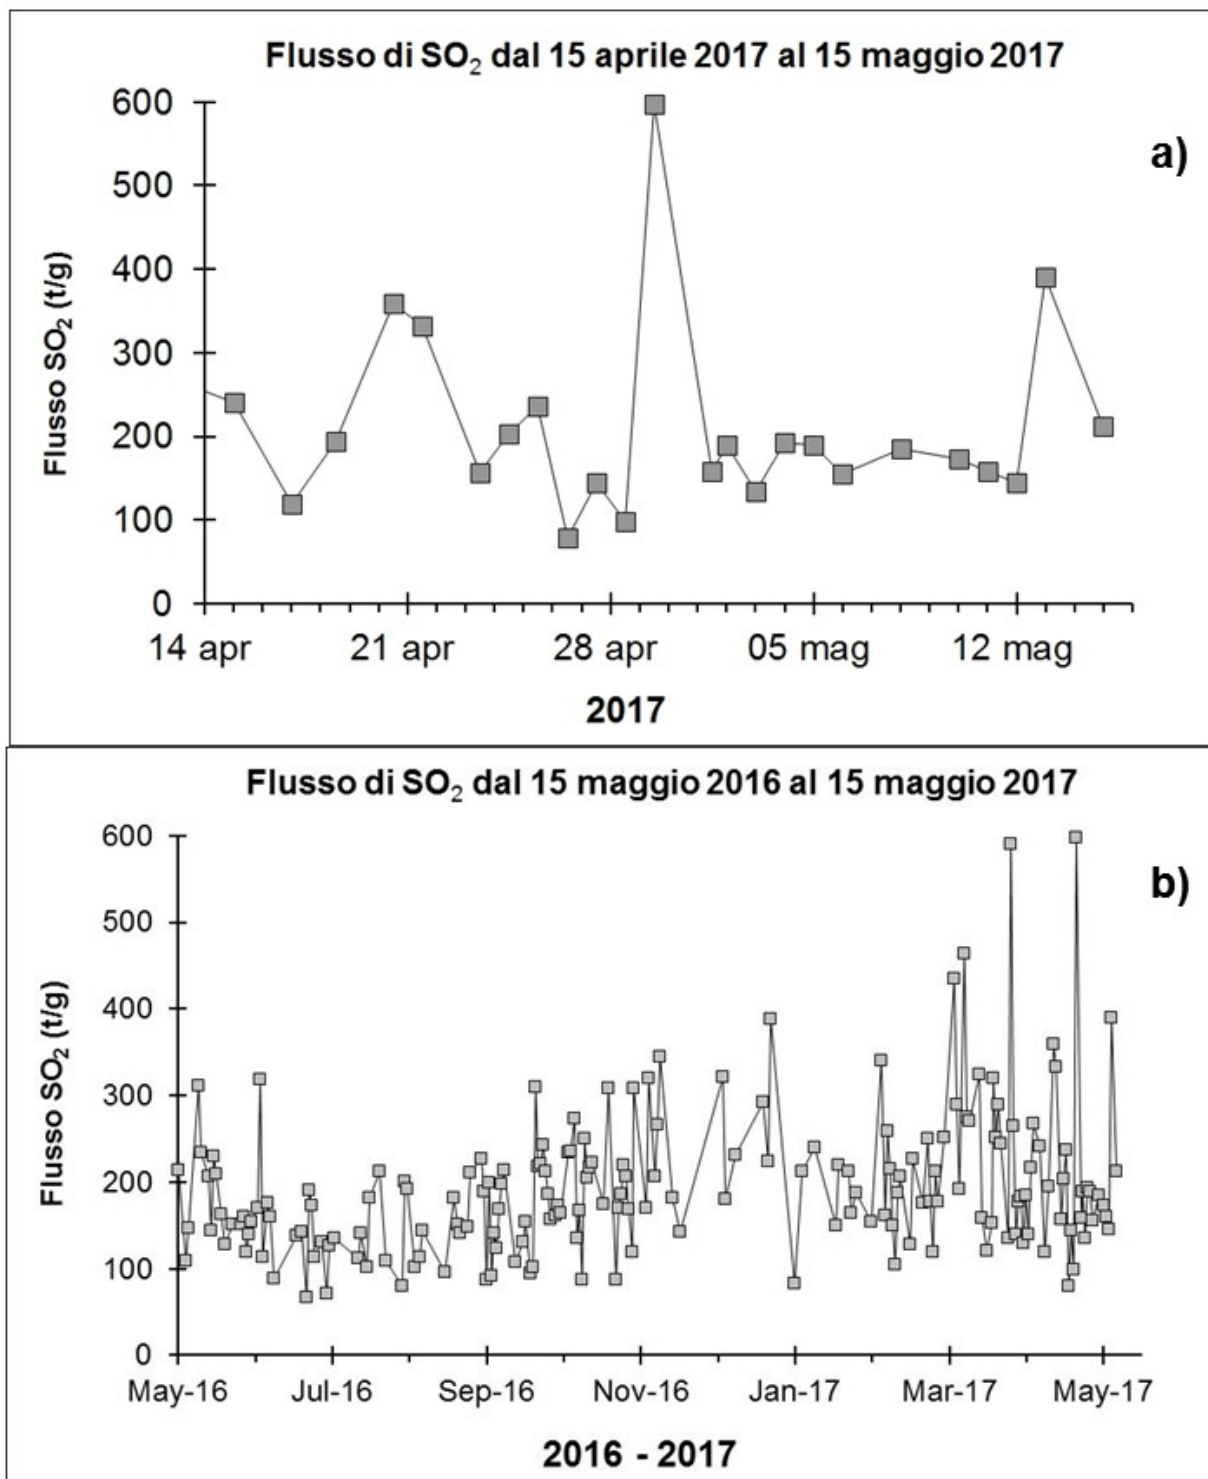 Flusso di SO₂ dal 15 aprile 2017 al 15 maggio 2017
a)
600
500
400
300
200
100
0
Flusso SO₂ (t/g)
14 apr 21 apr 28 apr 05 mag 12 mag
2017
Flusso di SO₂ dal 15 maggio 2016 al 15 maggio 2017
b)
600
500
400
300
200
100
0
Flusso SO₂ (t/g)
May-16 Jul-16 Sep-16 Nov-16 Jan-17 Mar-17 May-17
2016 - 2017